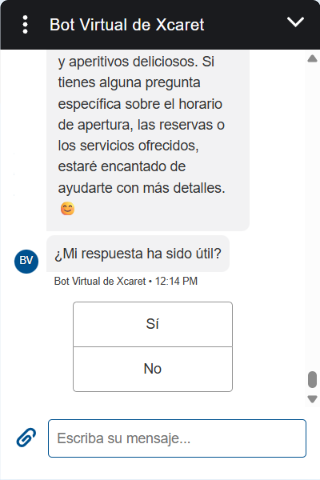 Bot Virtual de Xcaret
y aperitivos deliciosos. Si
tienes alguna pregunta
específica sobre el horario
de apertura, las reservas o
los servicios ofrecidos,
estaré encantado de
ayudarte con más detalles.
😊
¿Mi respuesta ha sido útil?
BV
Bot Virtual de Xcaret • 12:14 PM
Sí
No
Escriba su mensaje...